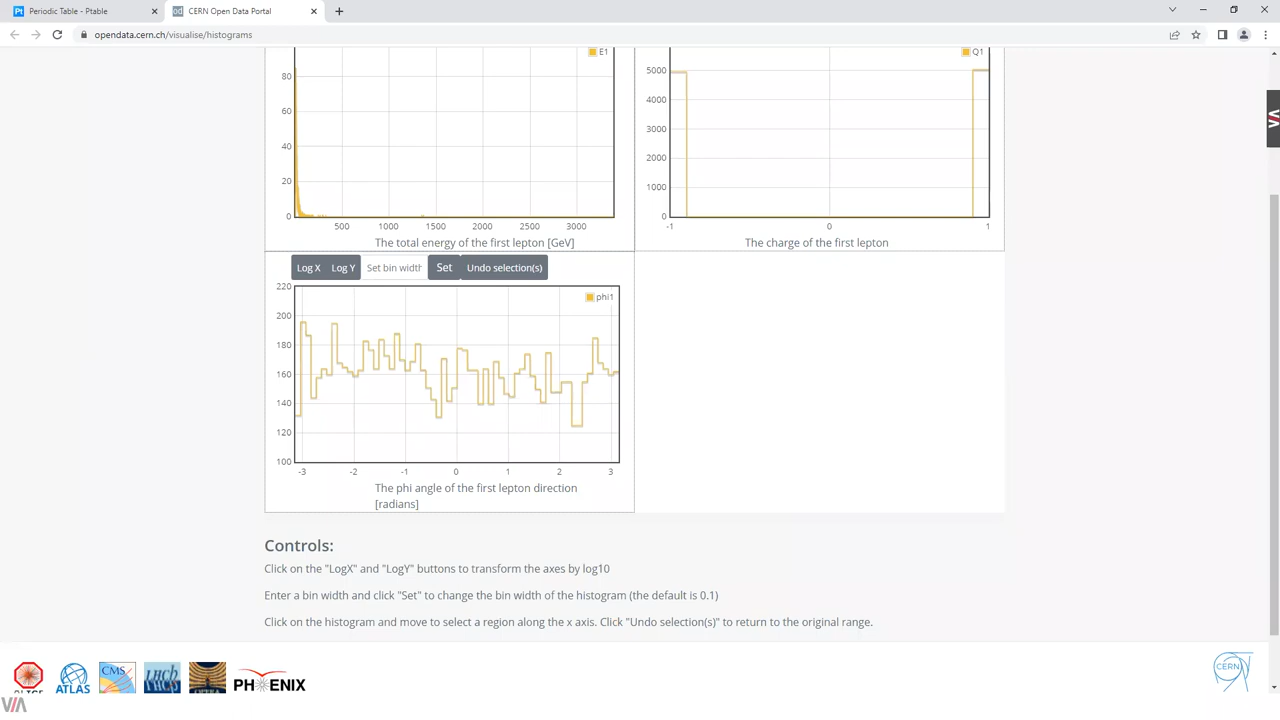 Periodic Table - Ptable
CERN Open Data Portal
opendata.cern.ch/visualise/histograms
E1
80
60
40
20
0
500 1000 1500 2000 2500 3000
The total energy of the first lepton [GeV]
Q1
5000
4000
3000
2000
1000
0
-1 0 1
The charge of the first lepton
Log X Log Y Set bin width Set Undo selection(s)
phi1
220
200
180
160
140
120
100
-3 -2 -1 0 1 2 3
The phi angle of the first lepton direction
[radians]
Controls:
Click on the "LogX" and "LogY" buttons to transform the axes by log10
Enter a bin width and click "Set" to change the bin width of the histogram (the default is 0.1)
Click on the histogram and move to select a region along the x axis. Click "Undo selection(s)" to return to the original range.
ATLAS
CMS
OPERA
PHENIX
CERN